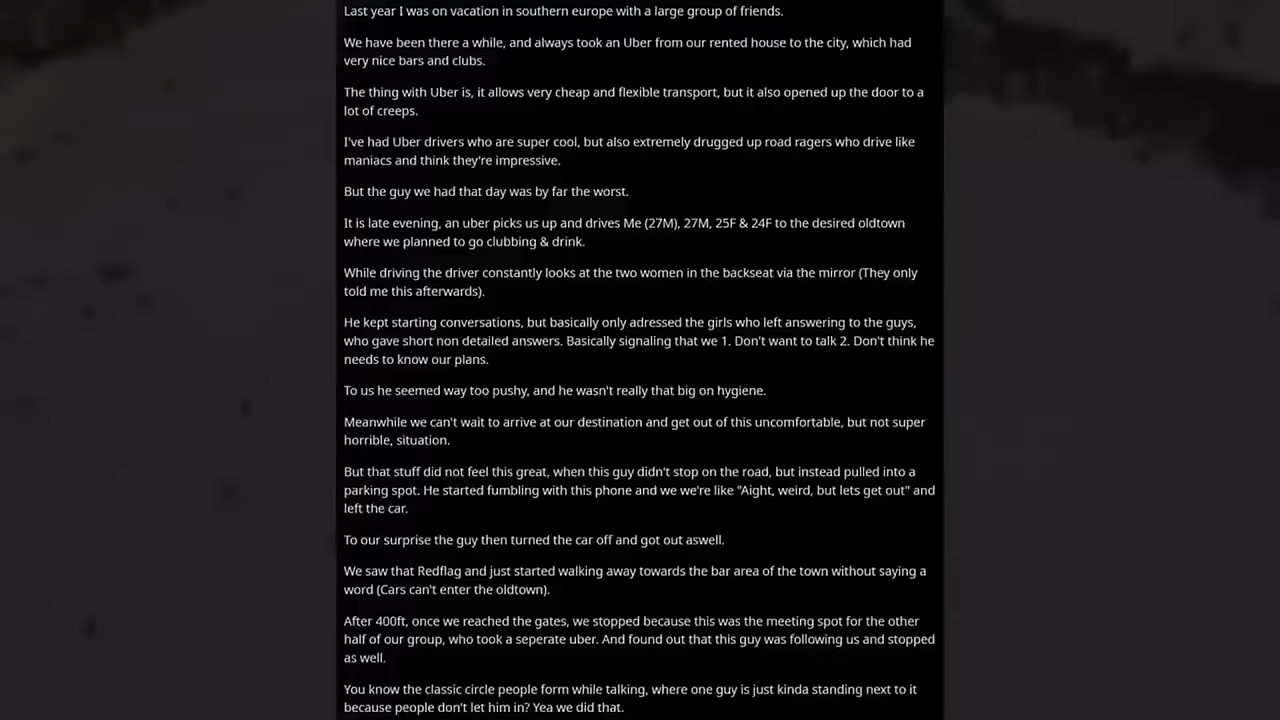 Last year I was on vacation in southern europe with a large group of friends.
We have been there a while, and always took an Uber from our rented house to the city, which had
very nice bars and clubs.
The thing with Uber is, it allows very cheap and flexible transport, but it also opened up the door to a
lot of creeps.
I've had Uber drivers who are super cool, but also extremely drugged up road ragers who drive like
maniacs and think they're impressive.
But the guy we had that day was by far the worst.
It is late evening, an uber picks us up and drives Me (27M), 27M, 25F & 24F to the desired oldtown
where we planned to go clubbing & drink.
While driving the driver constantly looks at the two women in the backseat via the mirror (They only
told me this afterwards).
He kept starting conversations, but basically only adressed the girls who left answering to the guys,
who gave short non detailed answers. Basically signaling that we 1. Don't want to talk 2. Don't think he
needs to know our plans.
To us he seemed way too pushy, and he wasn't really that big on hygiene.
Meanwhile we can't wait to arrive at our destination and get out of this uncomfortable, but not super
horrible, situation.
But that stuff did not feel this great, when this guy didn't stop on the road, but instead pulled into a
parking spot. He started fumbling with this phone and we we're like "Aight, weird, but lets get out" and
left the car.
To our surprise the guy then turned the car off and got out aswell.
We saw that Redflag and just started walking away towards the bar area of the town without saying a
word (Cars can't enter the oldtown).
After 400ft, once we reached the gates, we stopped because this was the meeting spot for the other
half of our group, who took a seperate uber. And found out that this guy was following us and stopped
as well.
You know the classic circle people form while talking, where one guy is just kinda standing next to it
because people don't let him in? Yea we did that.